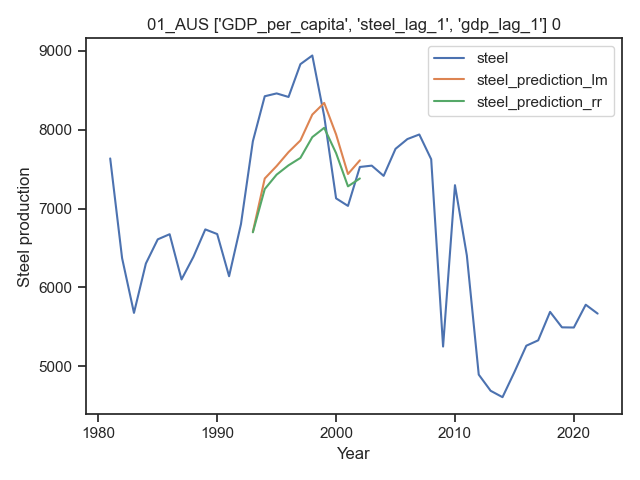 01_AUS ['GDP_per_capita', 'steel_lag_1', 'gdp_lag_1'] 0
steel
steel_prediction_lm
steel_prediction_rr
Steel production
9000
8000
7000
6000
5000
1980 1990 2000 2010 2020
Year